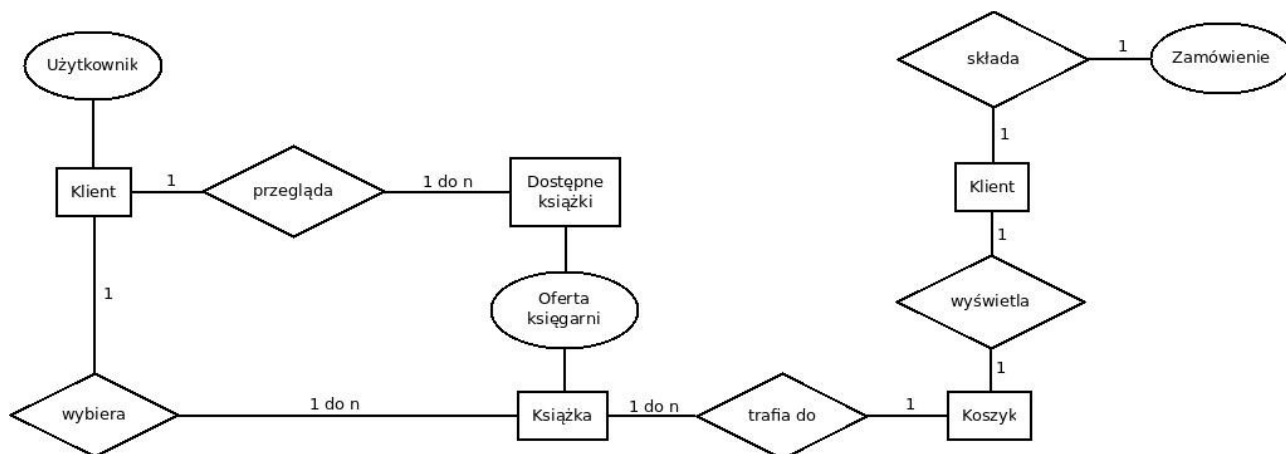 składa
1
Zamówienie
Użytkownik
1
Klient
1
przegląda
1 do n
Dostępne
książki
Klient
1
1
Oferta
księgarni
wyświetla
1
wybiera
1 do n
Książka
1 do n
trafia do
1
Koszyk